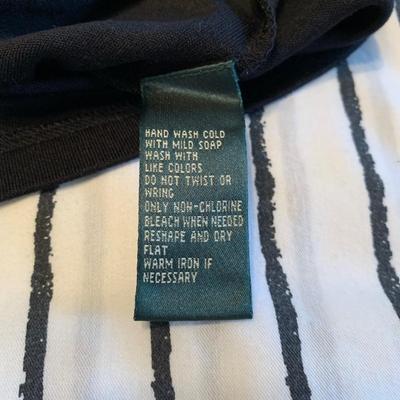 HAND WASH COLD
WITH MILD SOAP
WASH WITH
LIKE COLORS
DO NOT TWIST OR
WRING
ONLY NON-CHLORINE
BLEACH WHEN NEEDED
RESHAPE AND DRY
FLAT
WARM IRON IF
NECESSARY